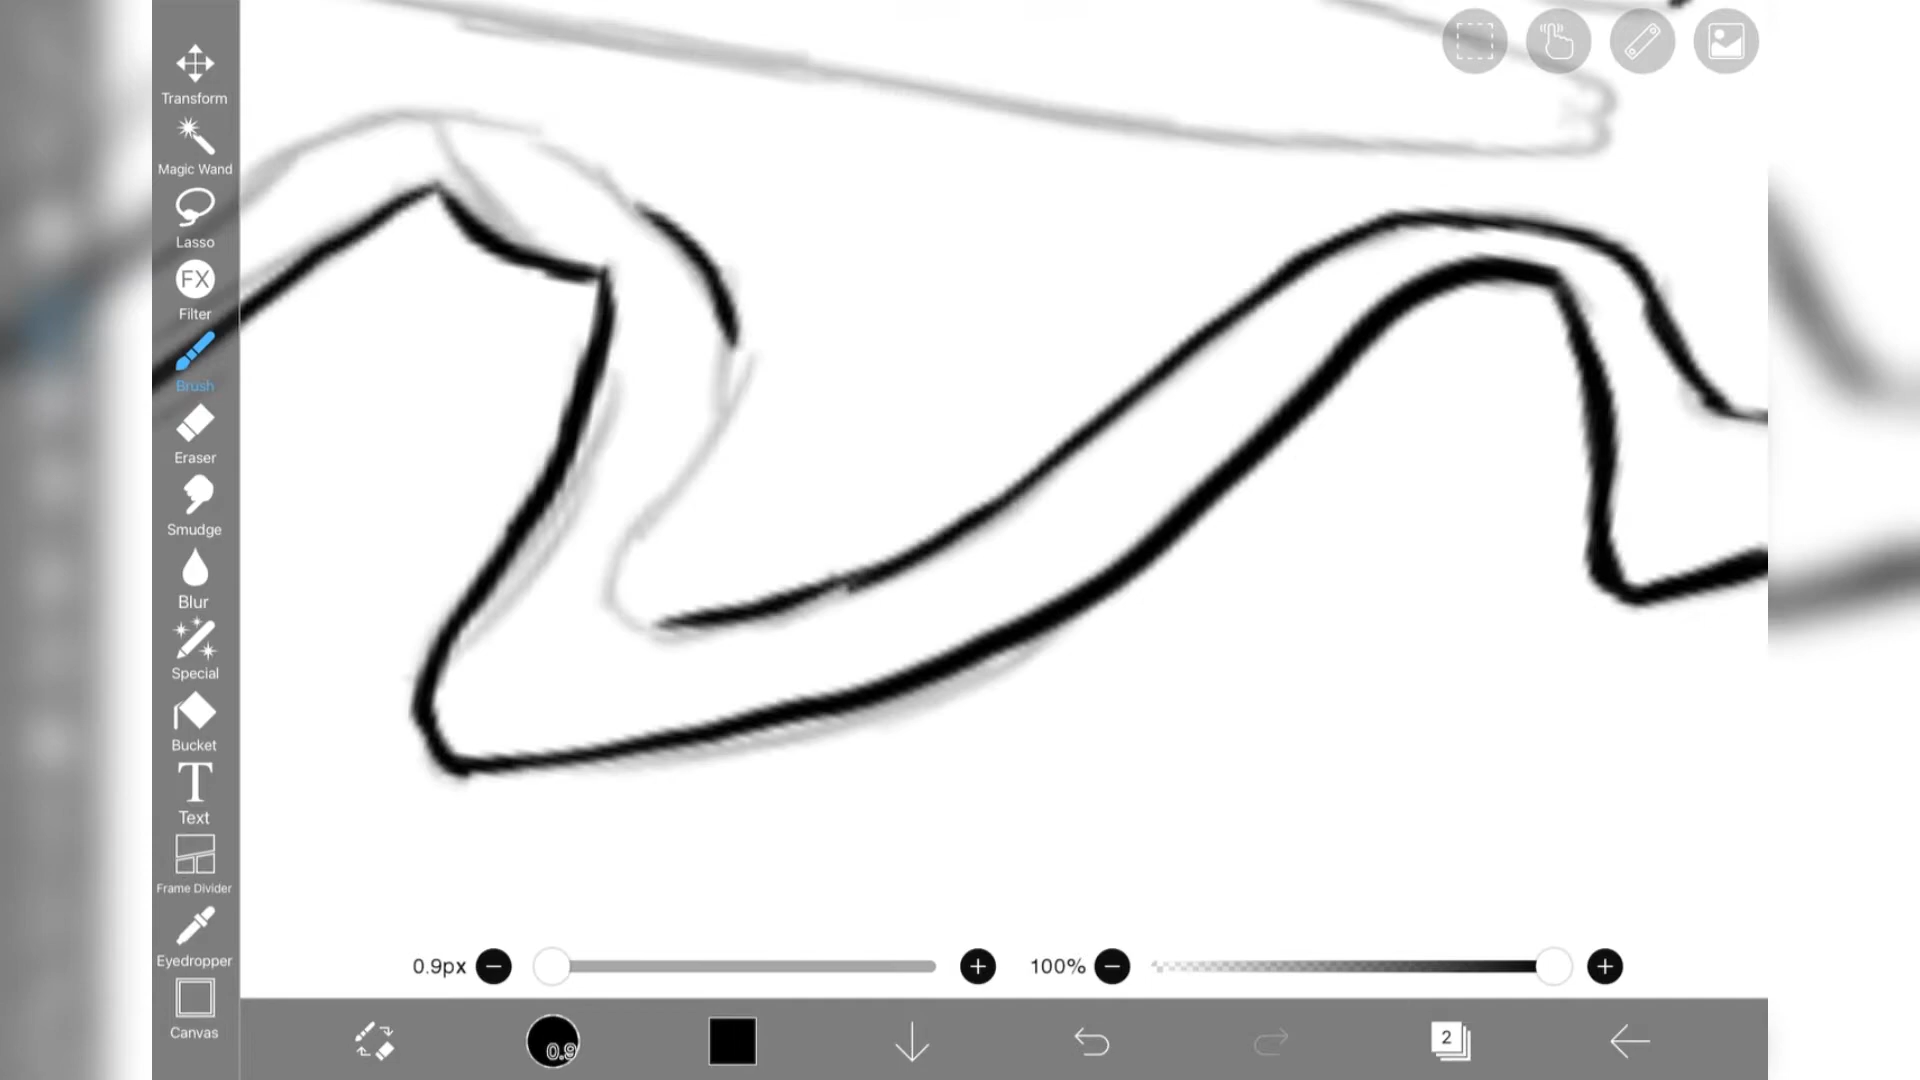 Transform
Magic Wand
Lasso
FX
Filter
Brush
Eraser
Smudge
Blur
Special
Bucket
T
Text
Frame Divider
Eyedropper
Canvas
0.9px
100%
0.9
2